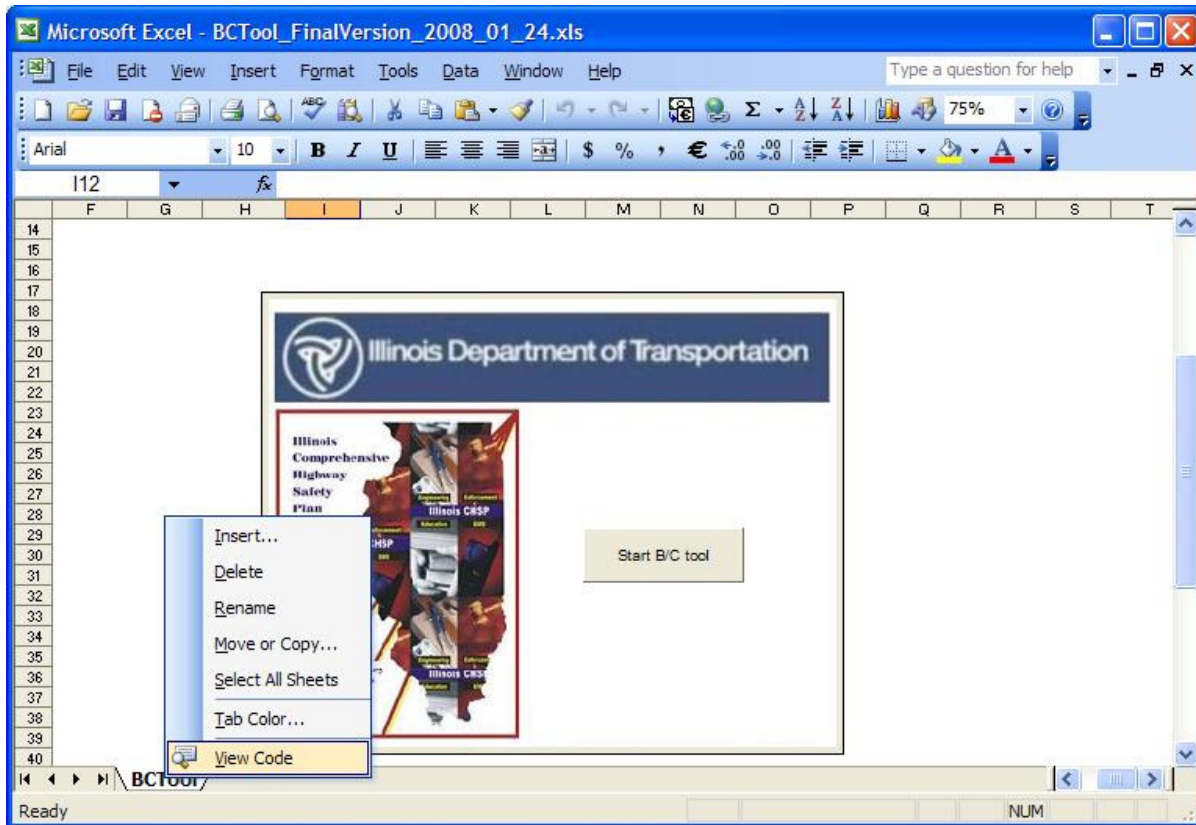 Microsoft Excel - BCTool_FinalVersion_2008_01_24.xls
File Edit View Insert Format Tools Data Window Help Type a question for help
75%
Arial 10 B I U $ % , €
I12 fx
F G H I J K L M N O P Q R S T
14
15
16
17
18
19
20
21
22
23
24
25
26
27
28
29
30
31
32
33
34
35
36
37
38
39
40
Illinois Department of Transportation
Illinois
Comprehensive
Highway
Safety
Plan
Engineering Enforcement
Illinois CHSP
Education EMS
Start B/C tool
Insert...
Delete
Rename
Move or Copy...
Select All Sheets
Tab Color...
View Code
BCTool
Ready NUM